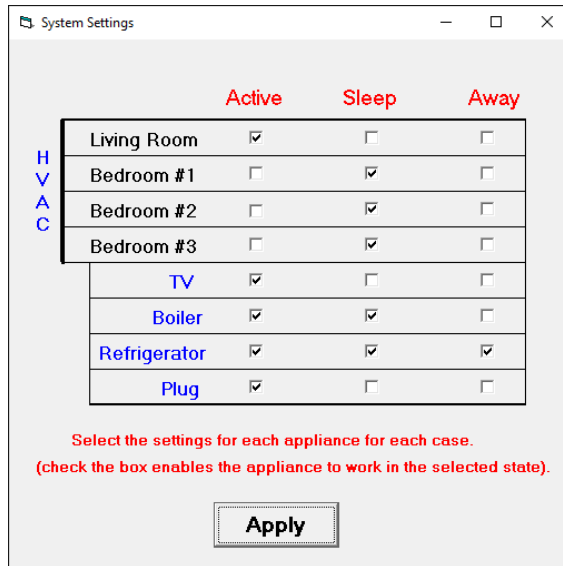 System Settings
Active Sleep Away
HVAC
Living Room
Bedroom #1
Bedroom #2
Bedroom #3
TV
Boiler
Refrigerator
Plug
Select the settings for each appliance for each case.
(check the box enables the appliance to work in the selected state).
Apply